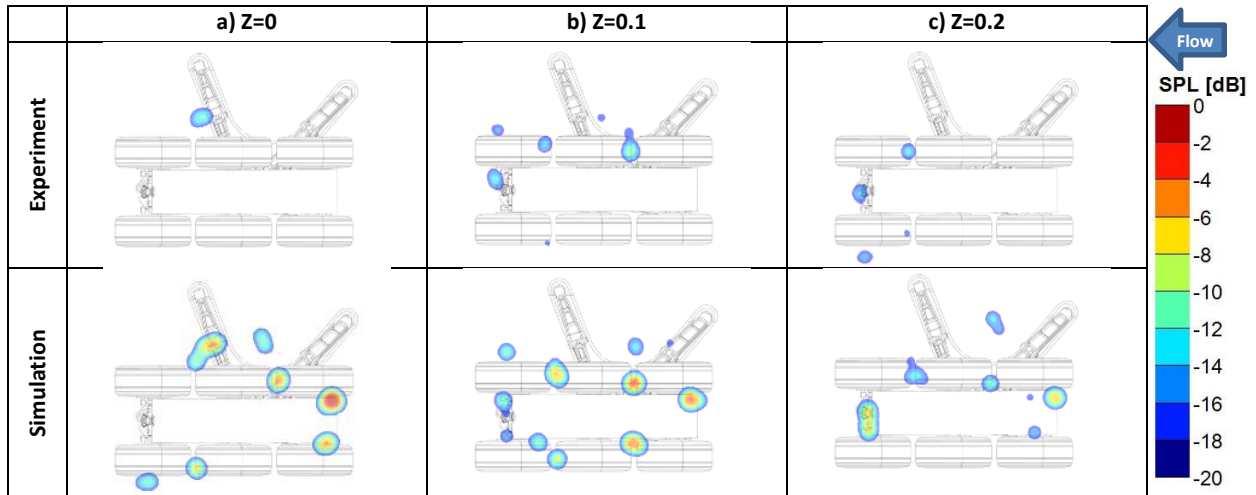 a) Z=0 b) Z=0.1 c) Z=0.2
Flow
SPL [dB]
Experiment
Simulation
0
-2
-4
-6
-8
-10
-12
-14
-16
-18
-20